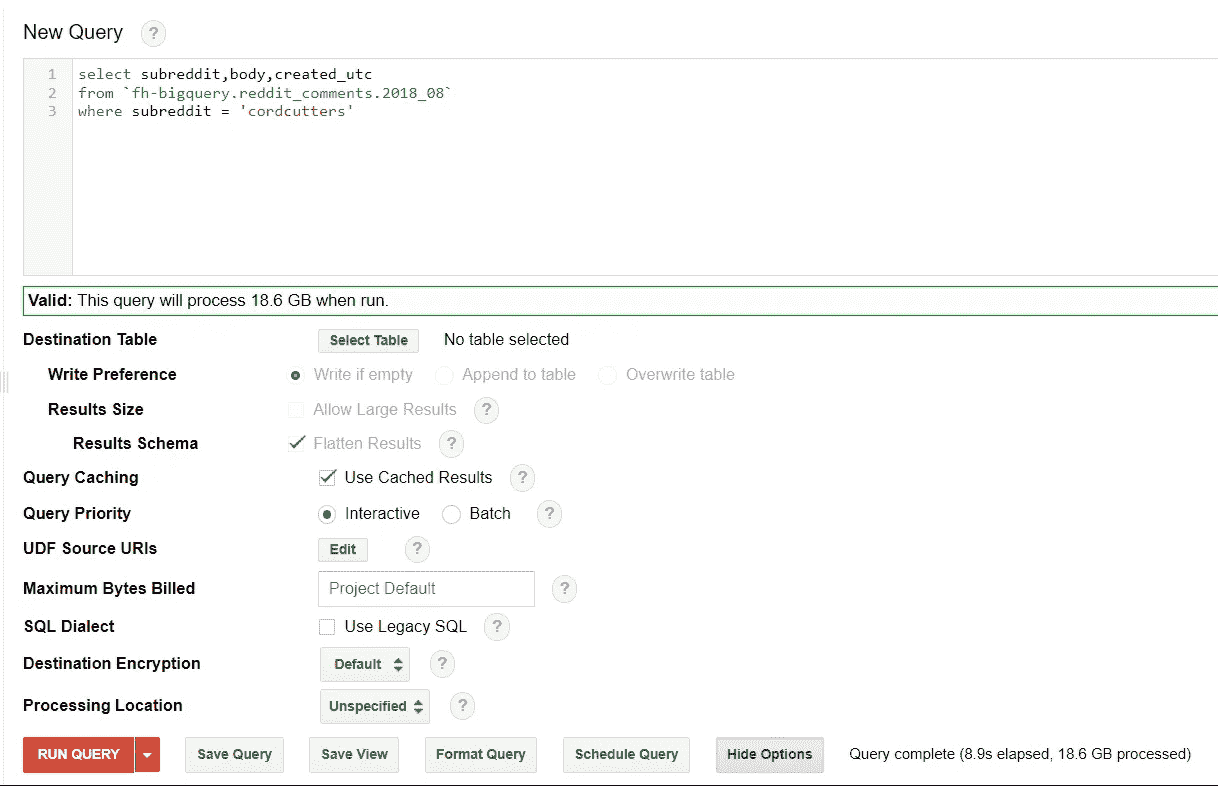 New Query ?
1 select subreddit,body,created_utc
2 from `fh-bigquery.reddit_comments.2018_08`
3 where subreddit = 'cordcutters'
Valid: This query will process 18.6 GB when run.
Destination Table Select Table No table selected
Write Preference Write if empty Append to table Overwrite table
Results Size Allow Large Results ?
Results Schema Flatten Results ?
Query Caching Use Cached Results ?
Query Priority Interactive Batch ?
UDF Source URIs Edit ?
Maximum Bytes Billed Project Default ?
SQL Dialect Use Legacy SQL ?
Destination Encryption Default ?
Processing Location Unspecified ?
RUN QUERY Save Query Save View Format Query Schedule Query Hide Options Query complete (8.9s elapsed, 18.6 GB processed)